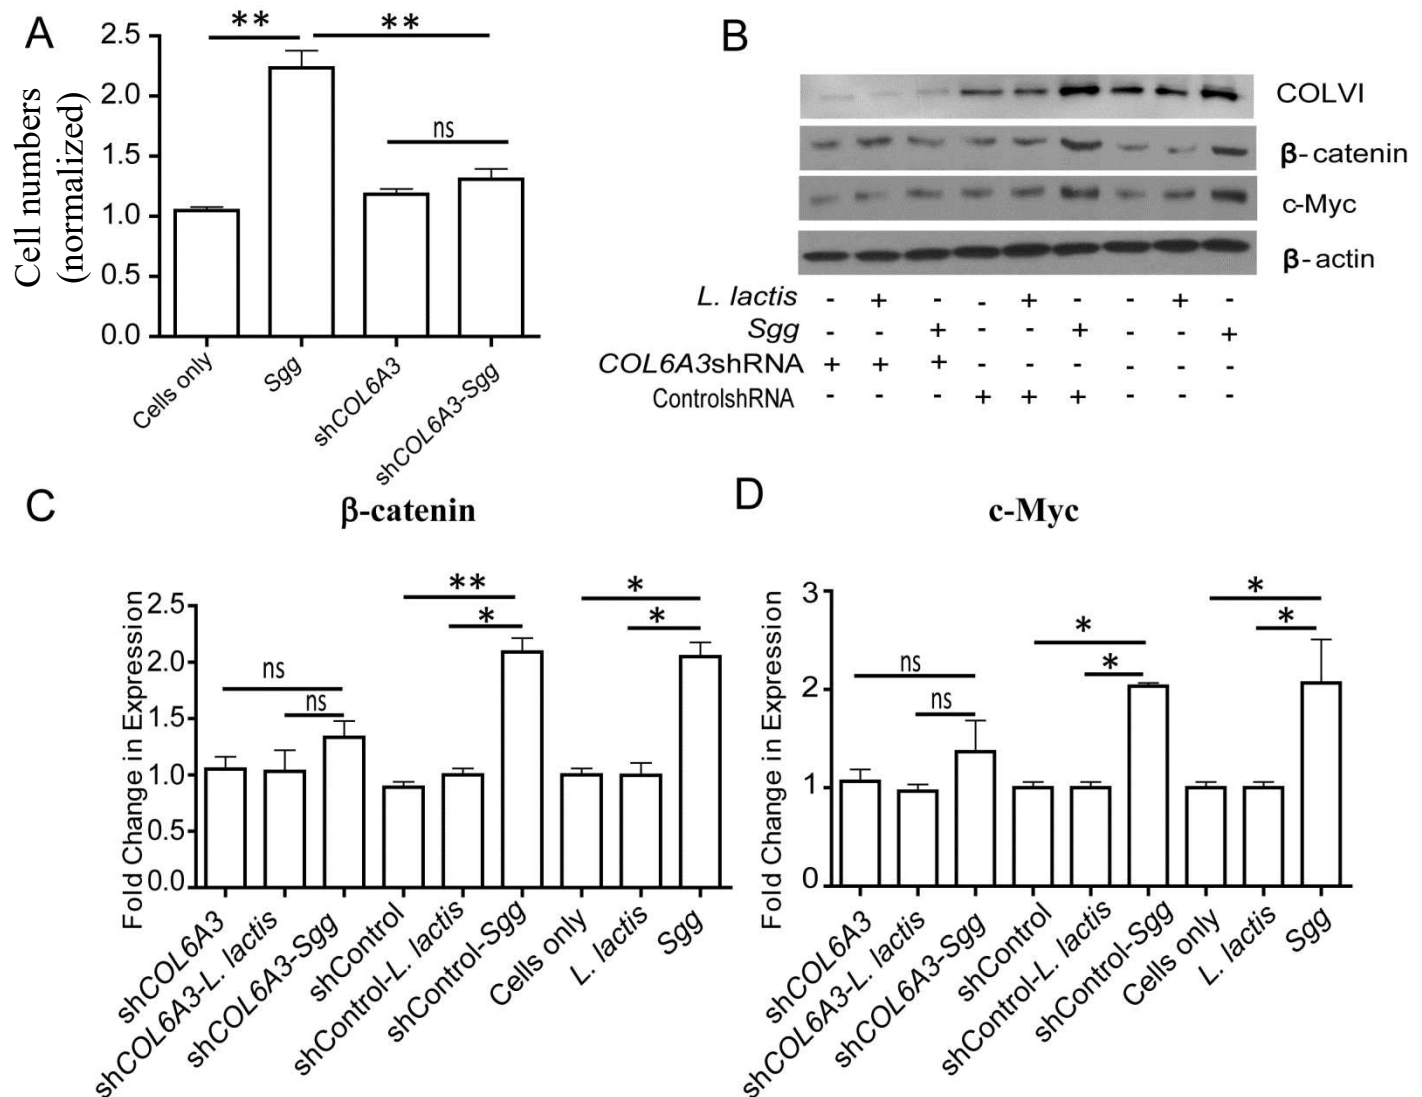 A
** **
2.5
2.0
1.5
1.0
0.5
0.0
ns
Cell numbers
(normalized)
Cells only
Sgg
shCOL6A3
shCOL6A3-Sgg
B
COLVI
β- catenin
c-Myc
β- actin
L. lactis - + - - + - - + -
Sgg - - + - - + - - +
COL6A3shRNA + + + - - - - - -
ControlshRNA - - - + + + - - -
C
β-catenin
Fold Change in Expression
2.5
2.0
1.5
1.0
0.5
0.0
ns
ns
**
*
*
*
shCOL6A3
shCOL6A3-L. lactis
shCOL6A3-Sgg
shControl
shControl-L. lactis
shControl-Sgg
Cells only
L. lactis
Sgg
D
c-Myc
Fold Change in Expression
3
2
1
0
ns
ns
*
*
*
*
shCOL6A3
shCOL6A3-L. lactis
shCOL6A3-Sgg
shControl
shControl-L. lactis
shControl-Sgg
Cells only
L. lactis
Sgg